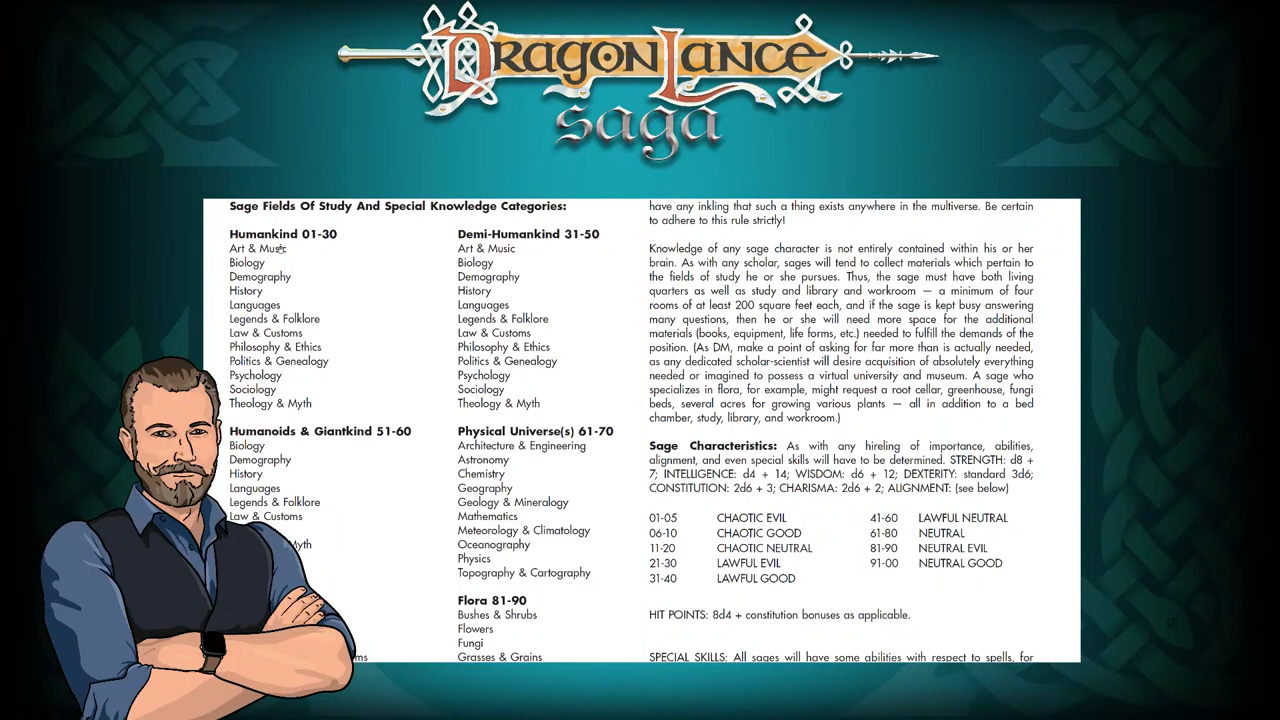 DragonLance
saga
Sage Fields Of Study And Special Knowledge Categories:
Humankind 01-30
Art & Music
Biology
Demography
History
Languages
Legends & Folklore
Law & Customs
Philosophy & Ethics
Politics & Genealogy
Psychology
Sociology
Theology & Myth
Demi-Humankind 31-50
Art & Music
Biology
Demography
History
Languages
Legends & Folklore
Law & Customs
Philosophy & Ethics
Politics & Genealogy
Psychology
Sociology
Theology & Myth
Humanoids & Giantkind 51-60
Biology
Demography
History
Languages
Legends & Folklore
Law & Customs
Myth
Physical Universe(s) 61-70
Architecture & Engineering
Astronomy
Chemistry
Geography
Geology & Mineralogy
Mathematics
Meteorology & Climatology
Oceanography
Physics
Topography & Cartography
Flora 81-90
Bushes & Shrubs
Flowers
Fungi
Grasses & Grains
have any inkling that such a thing exists anywhere in the multiverse. Be certain
to adhere to this rule strictly!
Knowledge of any sage character is not entirely contained within his or her
brain. As with any scholar, sages will tend to collect materials which pertain to
the fields of study he or she pursues. Thus, the sage must have both living
quarters as well as study and library and workroom — a minimum of four
rooms of at least 200 square feet each, and if the sage is kept busy answering
many questions, then he or she will need more space for the additional
materials (books, equipment, life forms, etc.) needed to fulfill the demands of the
position. (As DM, make a point of asking for far more than is actually needed,
as any dedicated scholar-scientist will desire acquisition of absolutely everything
needed or imagined to possess a virtual university and museum. A sage who
specializes in flora, for example, might request a root cellar, greenhouse, fungi
beds, several acres for growing various plants — all in addition to a bed
chamber, study, library, and workroom.)
Sage Characteristics: As with any hireling of importance, abilities,
alignment, and even special skills will have to be determined. STRENGTH: d8 +
7; INTELLIGENCE: d4 + 14; WISDOM: d6 + 12; DEXTERITY: standard 3d6;
CONSTITUTION: 2d6 + 3; CHARISMA: 2d6 + 2; ALIGNMENT: (see below)
01-05 CHAOTIC EVIL 41-60 LAWFUL NEUTRAL
06-10 CHAOTIC GOOD 61-80 NEUTRAL
11-20 CHAOTIC NEUTRAL 81-90 NEUTRAL EVIL
21-30 LAWFUL EVIL 91-00 NEUTRAL GOOD
31-40 LAWFUL GOOD
HIT POINTS: 8d4 + constitution bonuses as applicable.
SPECIAL SKILLS: All sages will have some abilities with respect to spells, for